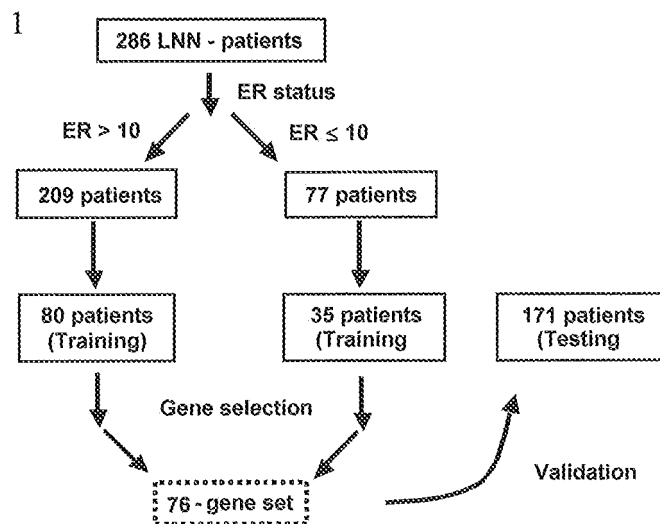 1
286 LNN - patients
ER status
ER > 10
ER ≤ 10
209 patients
77 patients
80 patients
(Training)
35 patients
(Training
171 patients
(Testing
Gene selection
76 - gene set
Validation